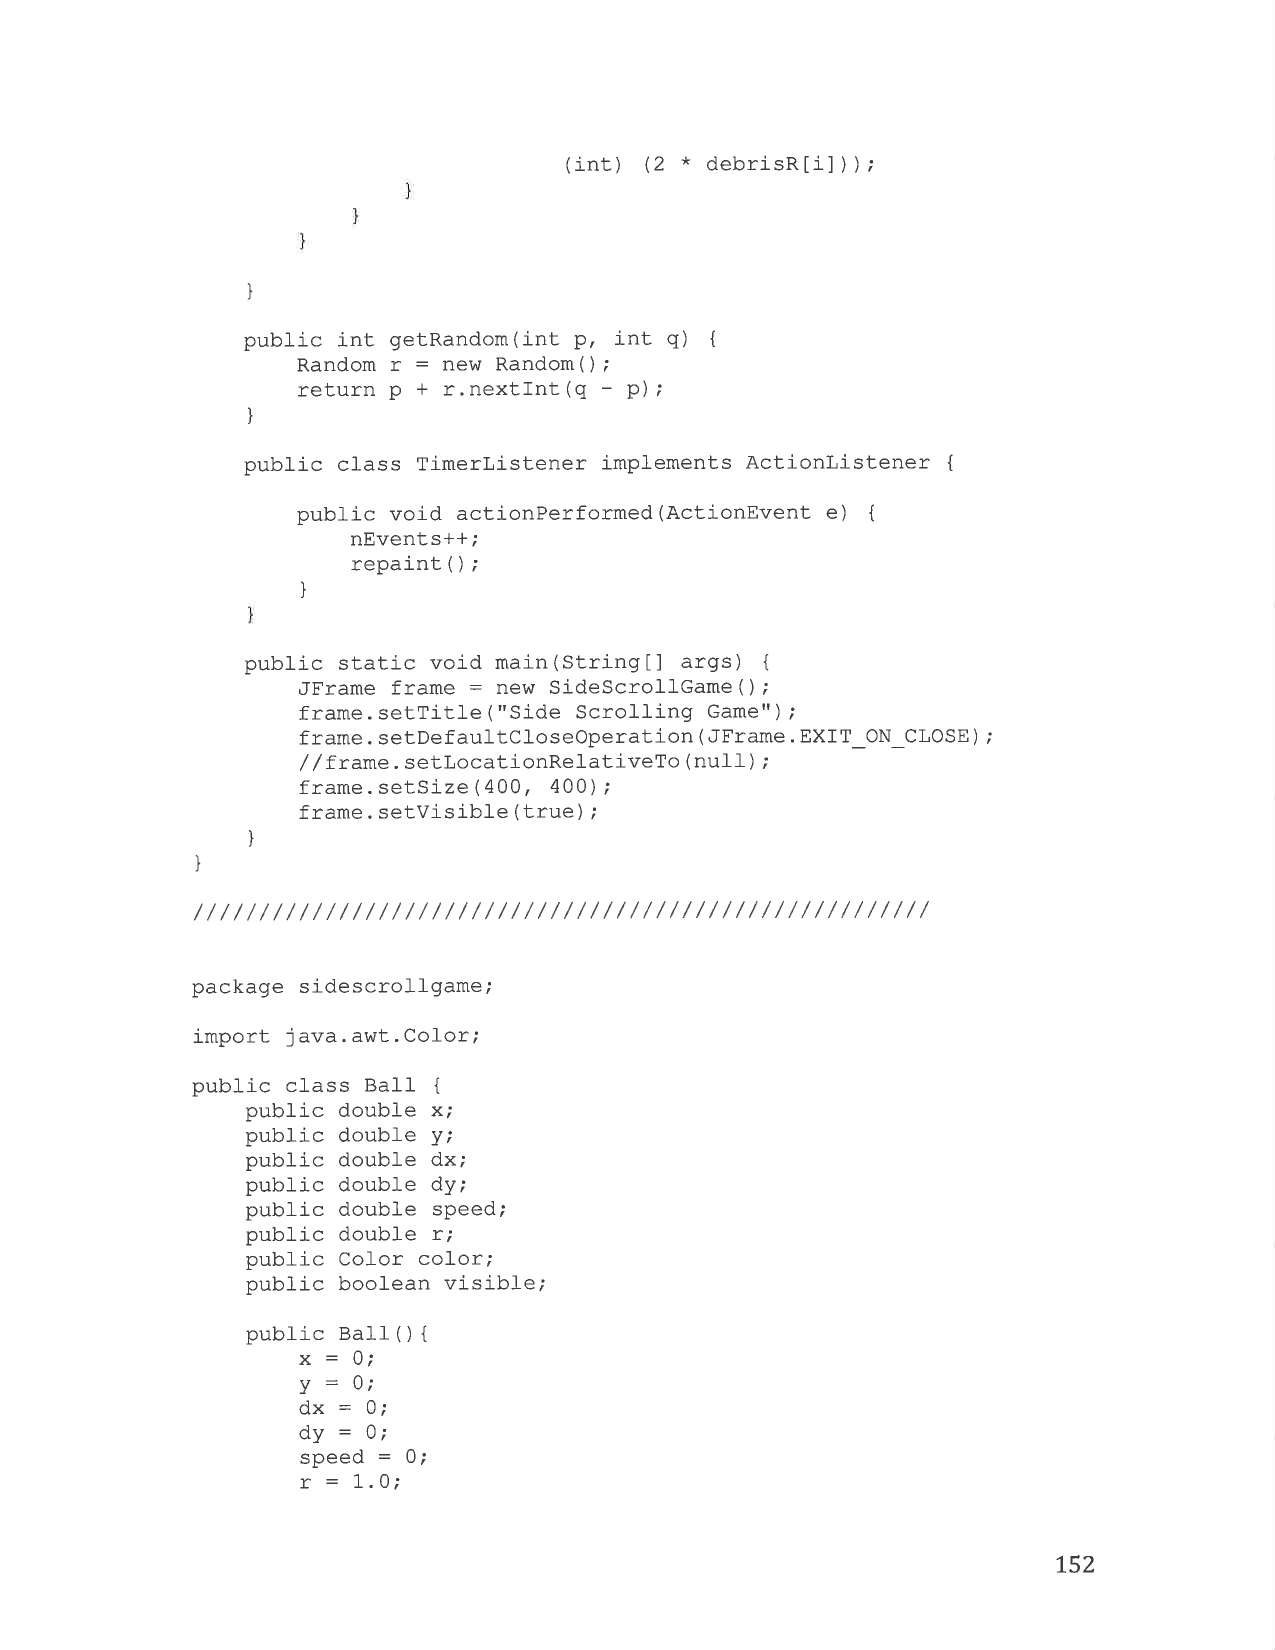 (int) (2 * debrisR[i]));
                }
            }
        }

    }

    public int getRandom(int p, int q) {
        Random r = new Random();
        return p + r.nextInt(q - p);
    }

    public class TimerListener implements ActionListener {

        public void actionPerformed(ActionEvent e) {
            nEvents++;
            repaint();
        }
    }

    public static void main(String[] args) {
        JFrame frame = new SideScrollGame();
        frame.setTitle("Side Scrolling Game");
        frame.setDefaultCloseOperation(JFrame.EXIT_ON_CLOSE);
        //frame.setLocationRelativeTo(null);
        frame.setSize(400, 400);
        frame.setVisible(true);
    }
}

////////////////////////////////////////////////////////

package sidescrollgame;

import java.awt.Color;

public class Ball {
    public double x;
    public double y;
    public double dx;
    public double dy;
    public double speed;
    public double r;
    public Color color;
    public boolean visible;

    public Ball(){
        x = 0;
        y = 0;
        dx = 0;
        dy = 0;
        speed = 0;
        r = 1.0;

152